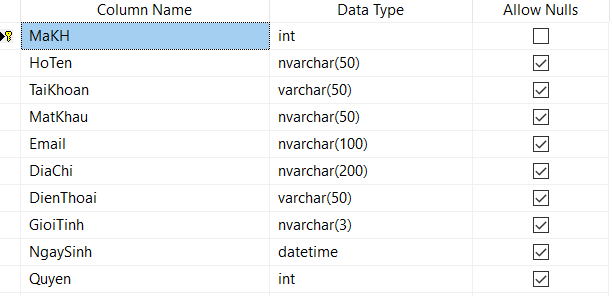 Column Name Data Type Allow Nulls
MaKH int
HoTen nvarchar(50)
TaiKhoan varchar(50)
MatKhau nvarchar(50)
Email nvarchar(100)
DiaChi nvarchar(200)
DienThoai varchar(50)
GioiTinh nvarchar(3)
NgaySinh datetime
Quyen int